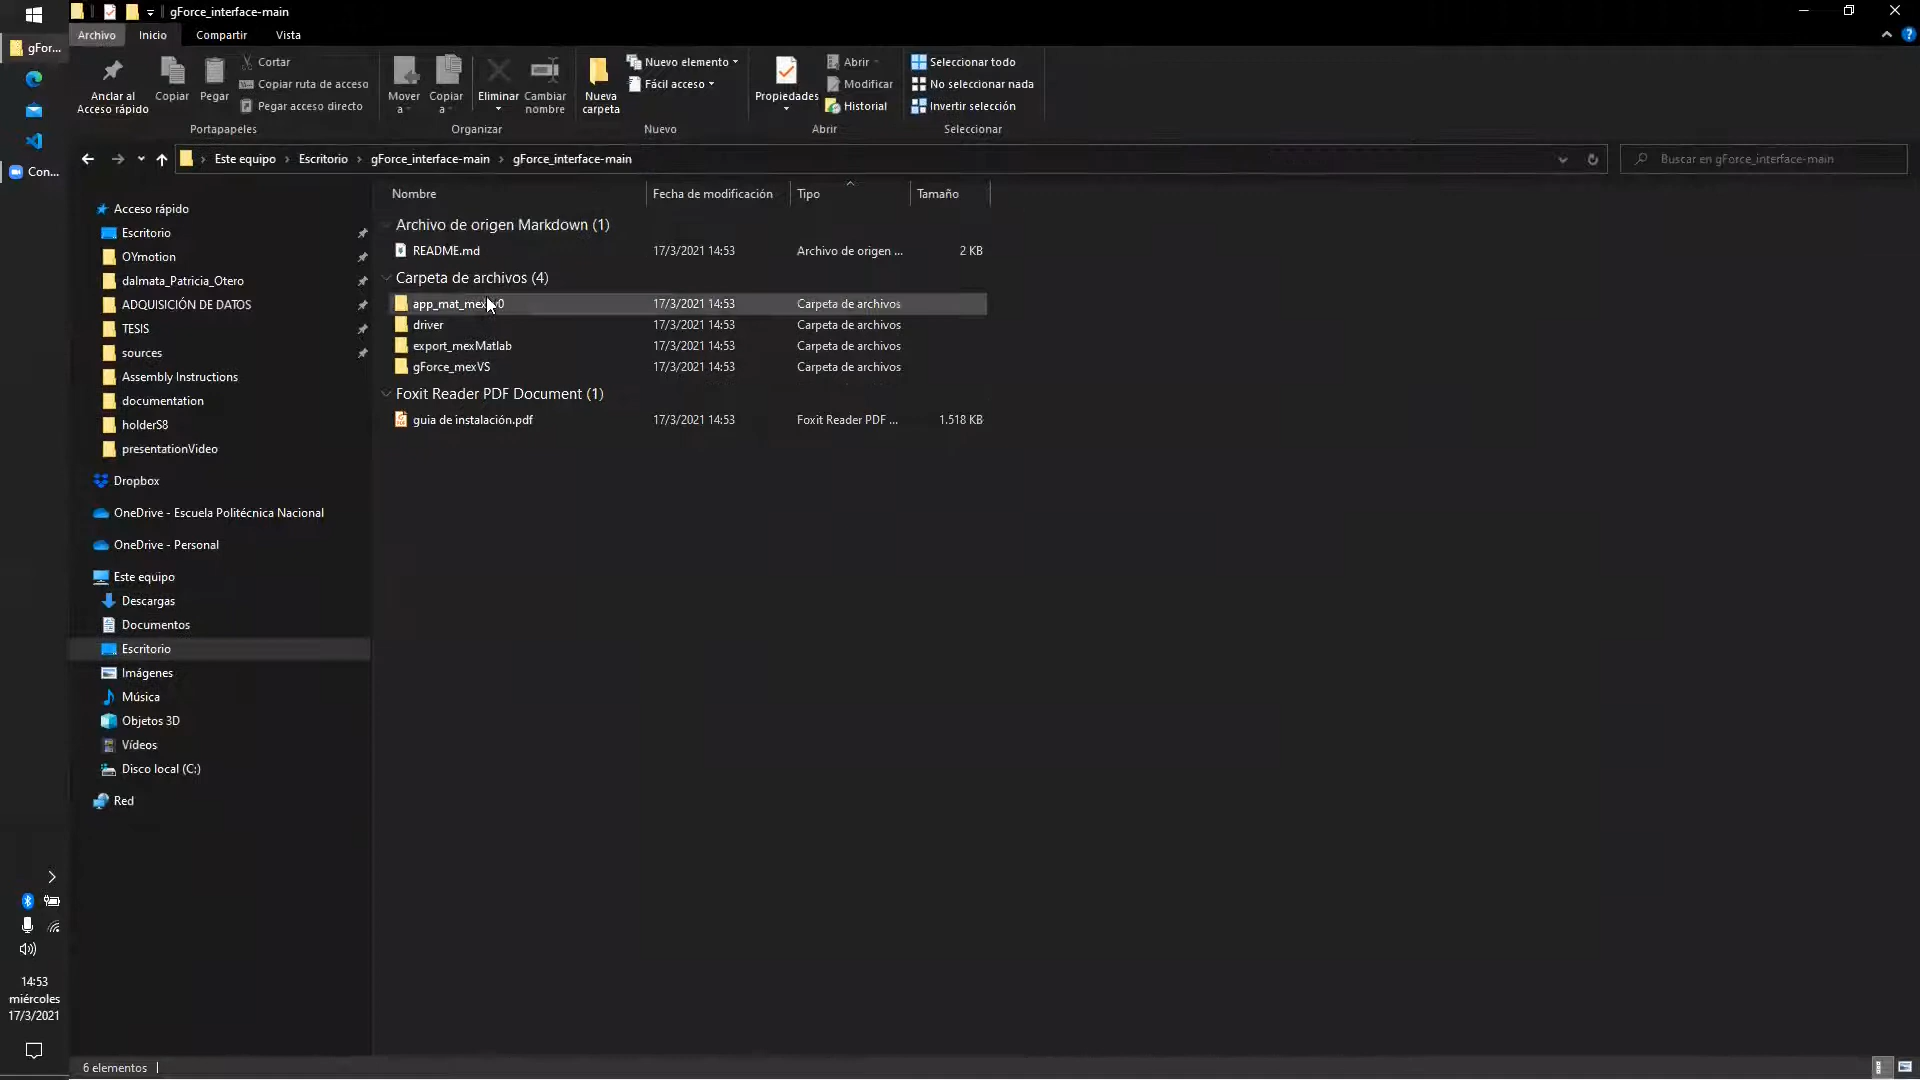 gForce_interface-main
gFor...
Con...
Archivo
Inicio
Compartir
Vista
Anclar al
Acceso rápido
Copiar
Pegar
Cortar
Copiar ruta de acceso
Pegar acceso directo
Portapapeles
Mover
a
Copiar
a
Eliminar
Cambiar
nombre
Organizar
Nueva
carpeta
Nuevo elemento
Fácil acceso
Nuevo
Propiedades
Abrir
Modificar
Historial
Abrir
Seleccionar todo
No seleccionar nada
Invertir selección
Seleccionar
Este equipo > Escritorio > gForce_interface-main > gForce_interface-main
Buscar en gForce_interface-main
Acceso rápido
Escritorio
OYmotion
dalmata_Patricia_Otero
ADQUISICIÓN DE DATOS
TESIS
sources
Assembly Instructions
documentation
holderS8
presentationVideo
Dropbox
OneDrive - Escuela Politécnica Nacional
OneDrive - Personal
Este equipo
Descargas
Documentos
Escritorio
Imágenes
Música
Objetos 3D
Vídeos
Disco local (C:)
Red
Nombre Fecha de modificación Tipo Tamaño
Archivo de origen Markdown (1)
README.md 17/3/2021 14:53 Archivo de origen ... 2 KB
Carpeta de archivos (4)
17/3/2021 14:53 Carpeta de archivos
driver 17/3/2021 14:53 Carpeta de archivos
export_mexMatlab 17/3/2021 14:53 Carpeta de archivos
gForce_mexVS 17/3/2021 14:53 Carpeta de archivos
Foxit Reader PDF Document (1)
guia de instalación.pdf 17/3/2021 14:53 Foxit Reader PDF ... 1.518 KB
14:53
miércoles
17/3/2021
6 elementos